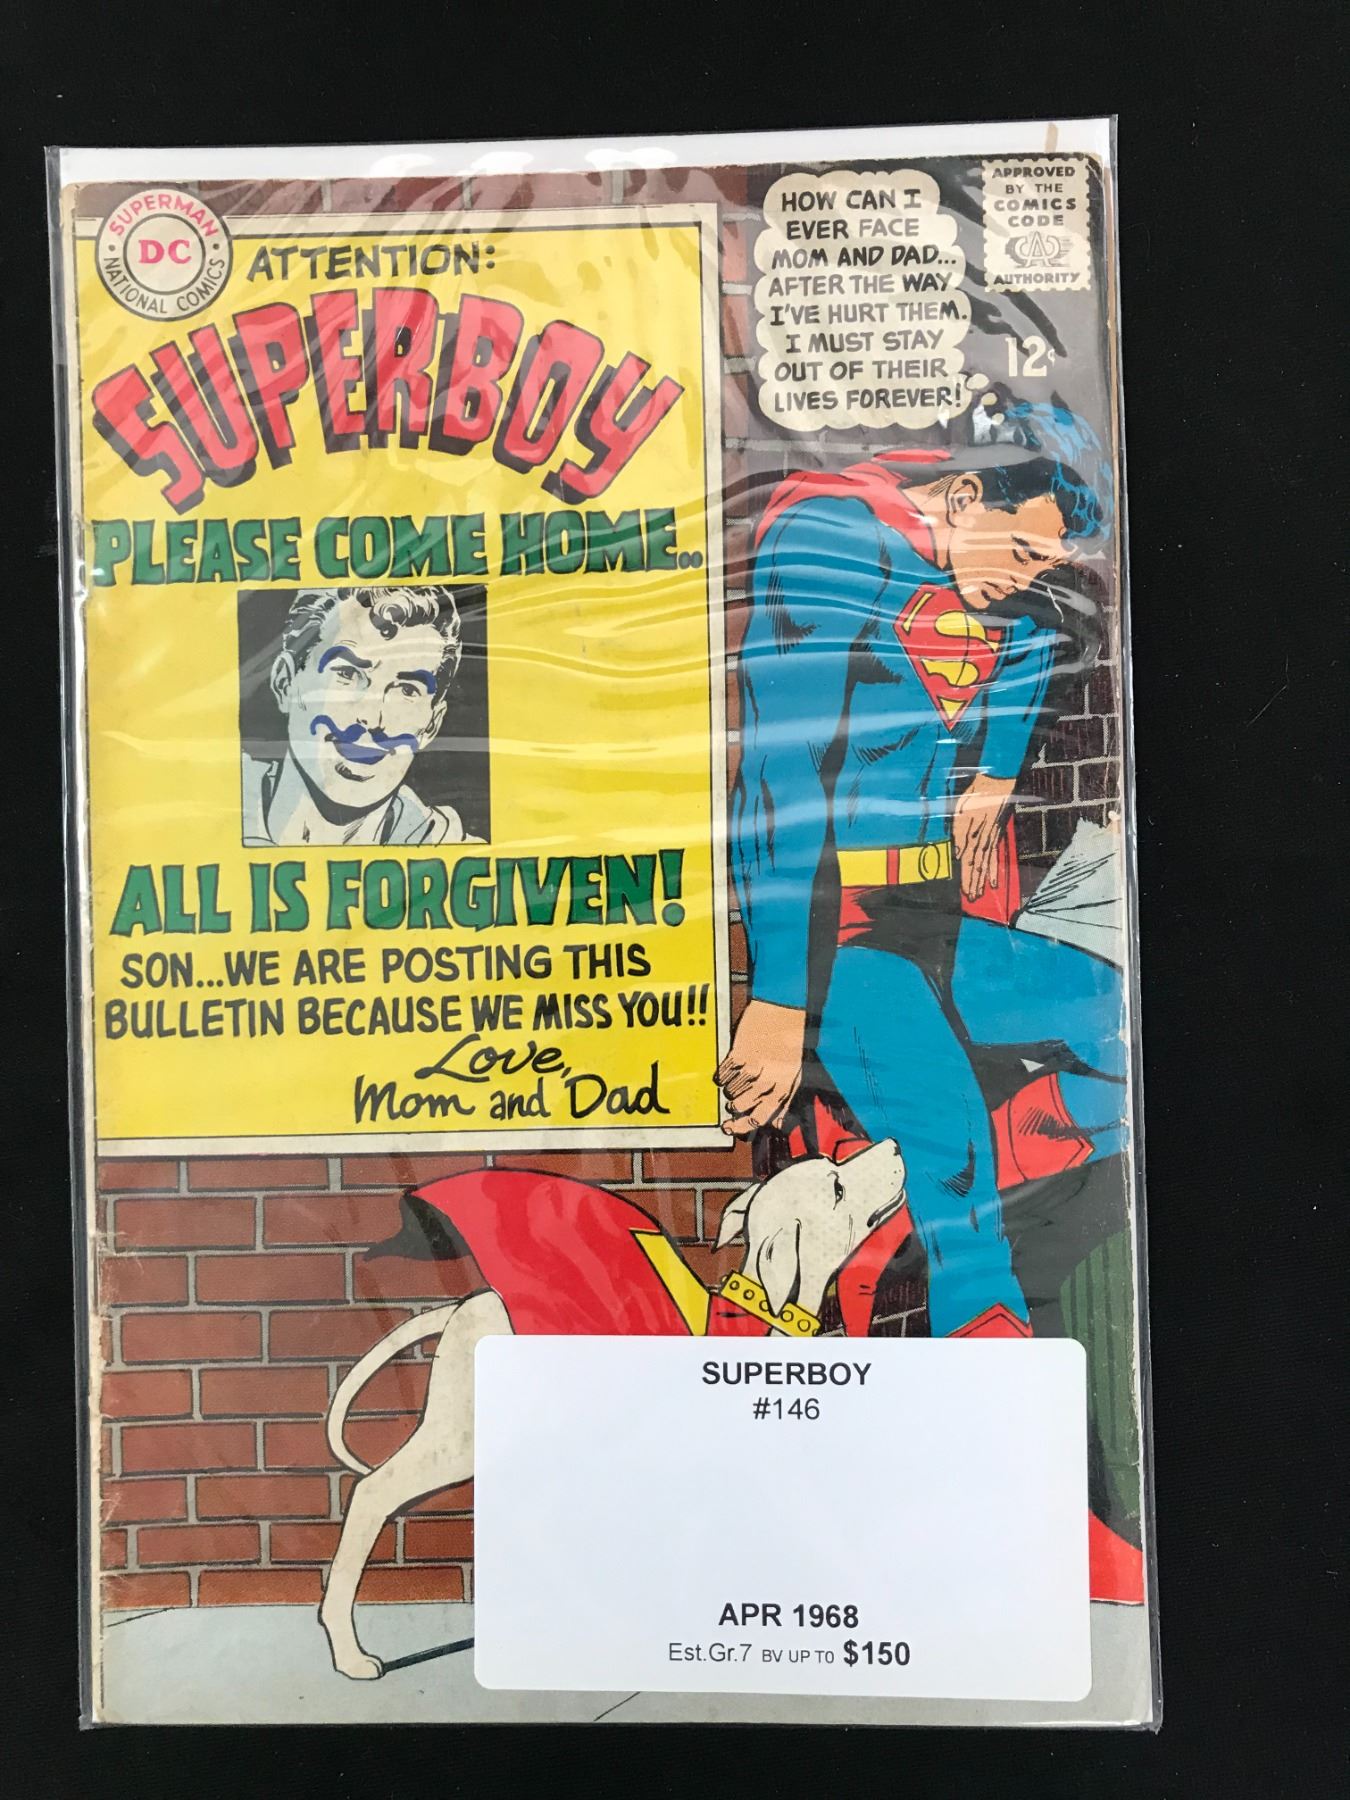 SUPERMAN
DC
NATIONAL COMICS
ATTENTION:
SUPERBOY
PLEASE COME HOME..
ALL IS FORGIVEN!
SON...WE ARE POSTING THIS
BULLETIN BECAUSE WE MISS YOU!!
Love,
Mom and Dad
HOW CAN I
EVER FACE
MOM AND DAD...
AFTER THE WAY
I'VE HURT THEM.
I MUST STAY
OUT OF THEIR
LIVES FOREVER!
APPROVED
BY THE
COMICS
CODE
CA
AUTHORITY
12¢
S
SUPERBOY
#146
APR 1968
Est.Gr.7 BV UP TO $150